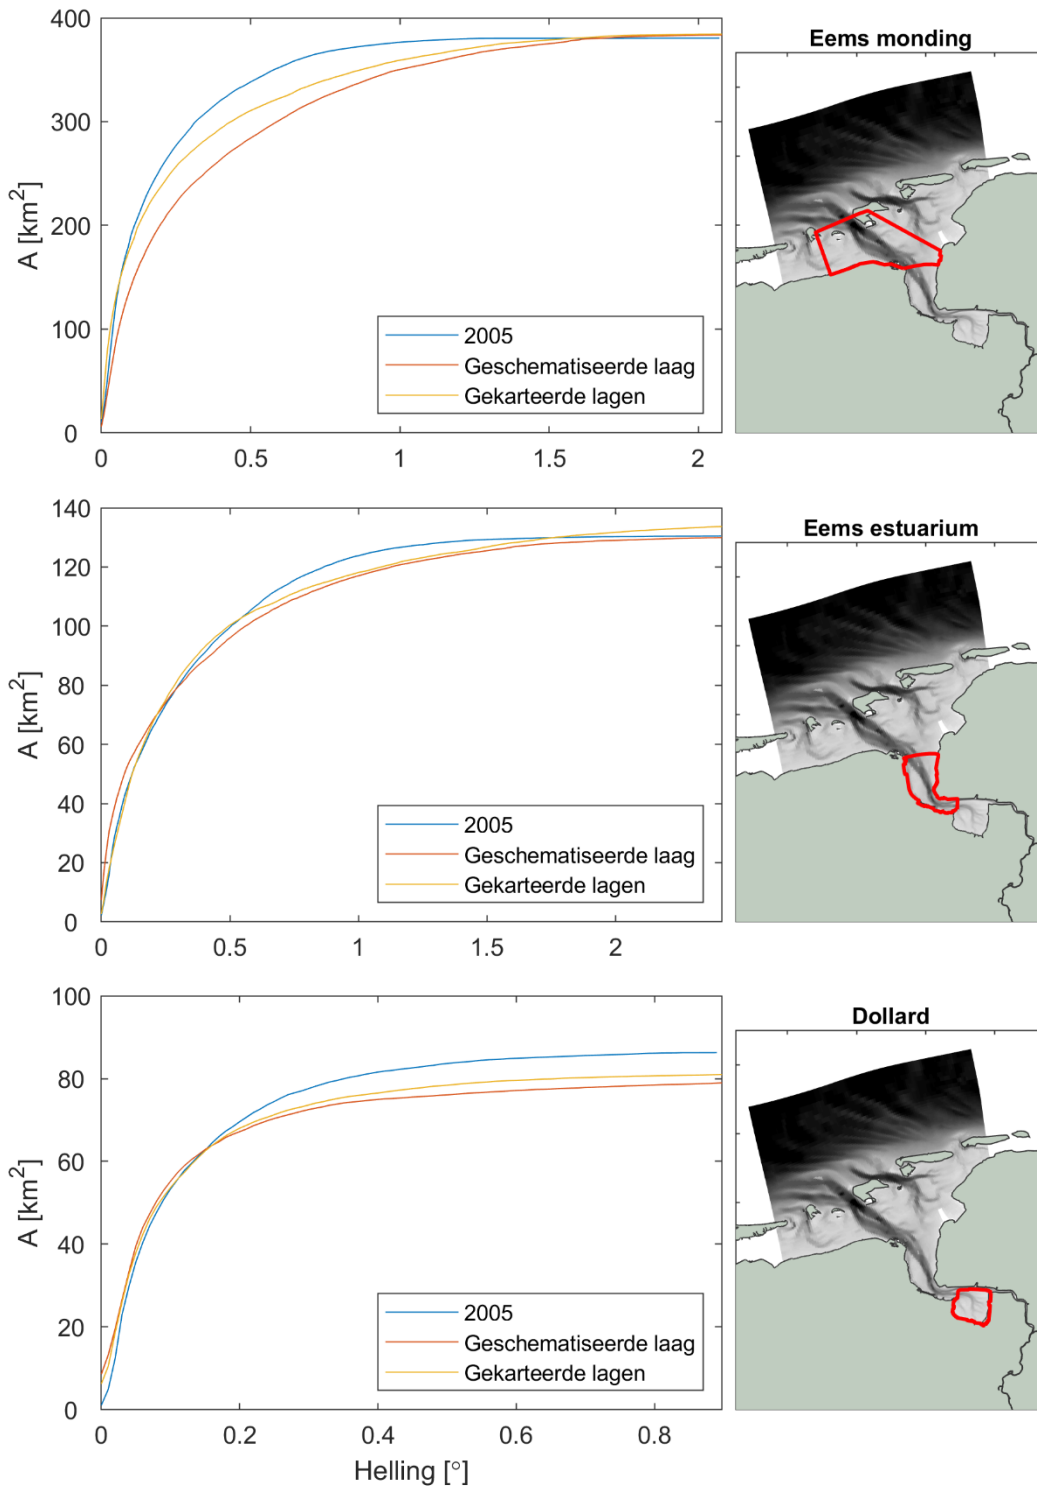 Eems monding
400
300
200
100
0
A [km²]
0 0.5 1 1.5 2
2005
Geschematiseerde laag
Gekarteerde lagen
Eems estuarium
140
120
100
80
60
40
20
0
A [km²]
0 0.5 1 1.5 2
2005
Geschematiseerde laag
Gekarteerde lagen
Dollard
100
80
60
40
20
0
A [km²]
0 0.2 0.4 0.6 0.8
2005
Geschematiseerde laag
Gekarteerde lagen
Helling [°]